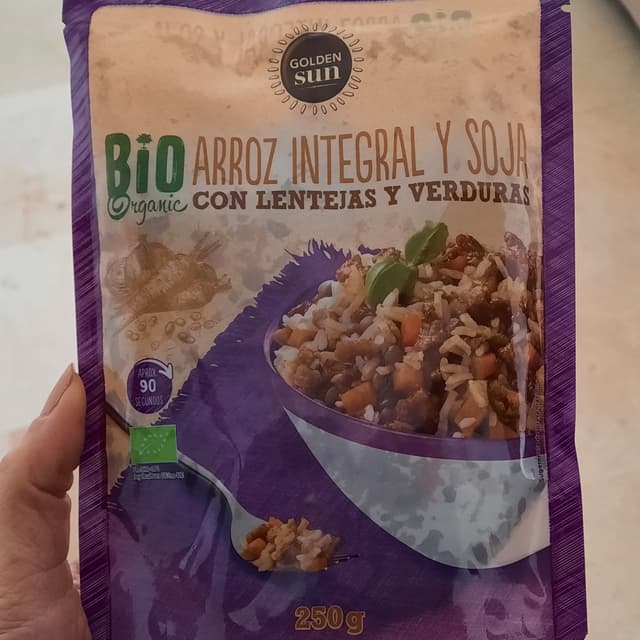 GOLDEN
sun
BIO
Organic
ARROZ INTEGRAL Y SOJA
CON LENTEJAS Y VERDURAS
APROX.
90
SEGUNDOS
250g